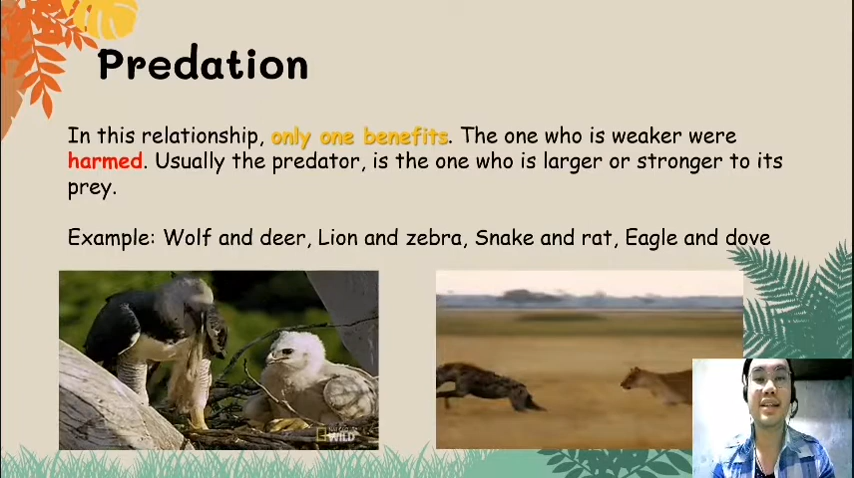 Predation
In this relationship, only one benefits. The one who is weaker were
harmed. Usually the predator, is the one who is larger or stronger to its
prey.
Example: Wolf and deer, Lion and zebra, Snake and rat, Eagle and dove
WILD